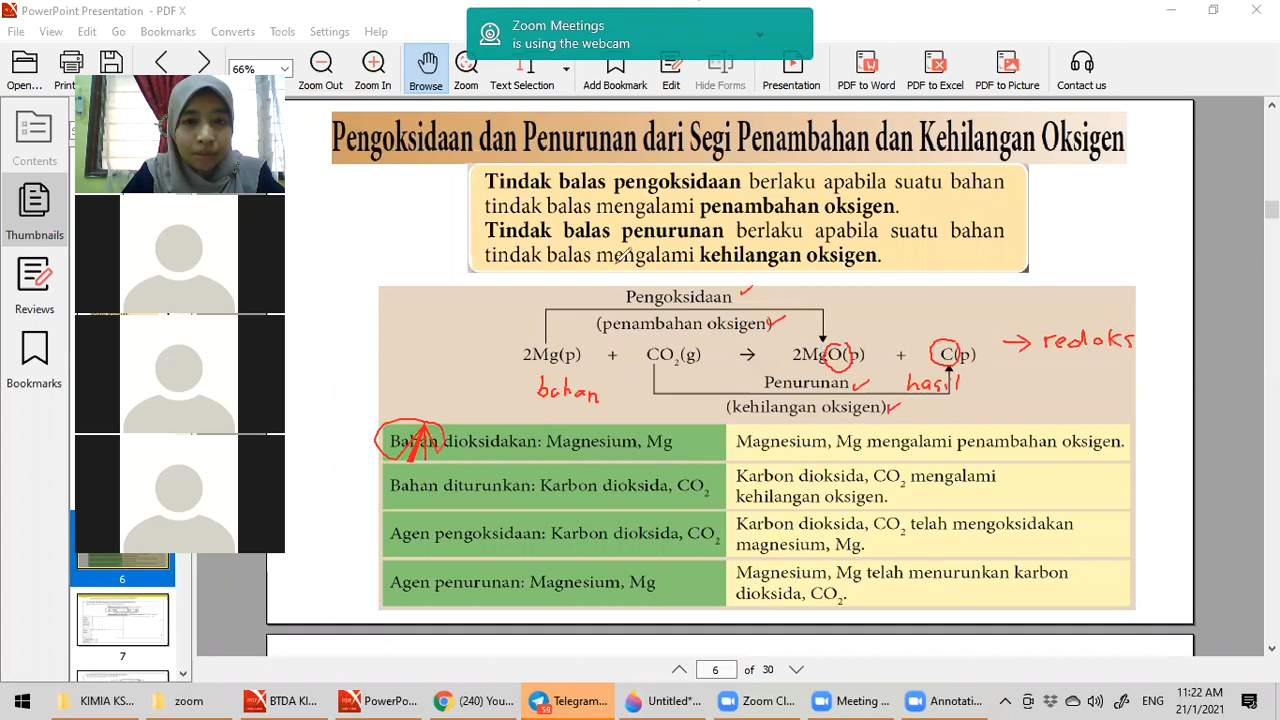 PowerPoint Presentation - PDF X
Zoom Meetings
is using the webcam
File View Edit Go Bookmarks Converts Tools Settings Help
66%
Open... Print Zoom Out Zoom In Browse Zoom Text Selection Add Bookmark Edit Hide Forms Presentation PDF to Word PDF to Excel PDF to Picture Contact us
Contents
Thumbnails
Reviews
Bookmarks
6
7
Pengoksidaan dan Penurunan dari Segi Penambahan dan Kehilangan Oksigen
Tindak balas pengoksidaan berlaku apabila suatu bahan
tindak balas mengalami penambahan oksigen.
Tindak balas penurunan berlaku apabila suatu bahan
tindak balas mengalami kehilangan oksigen.
Pengoksidaan
(penambahan oksigen)
2Mg(p) + CO₂(g) → 2MgO(p) + C(p) → redoks
Penurunan
bahan hasil
(kehilangan oksigen)
Bahan dioksidakan: Magnesium, Mg
Magnesium, Mg mengalami penambahan oksigen.
Bahan diturunkan: Karbon dioksida, CO₂
Karbon dioksida, CO₂ mengalami
kehilangan oksigen.
Agen pengoksidaan: Karbon dioksida, CO₂
Karbon dioksida, CO₂ telah mengoksidakan
magnesium, Mg.
Agen penurunan: Magnesium, Mg
Magnesium, Mg telah menurunkan karbon
dioksida, CO₂.
6 of 30
KIMIA KS... zoom BTDA KI... PowerPo... (240) You... Telegram... 59 Untitled*... Zoom Cl... Meeting ... Annotati... ENG
11:22 AM
21/1/2021